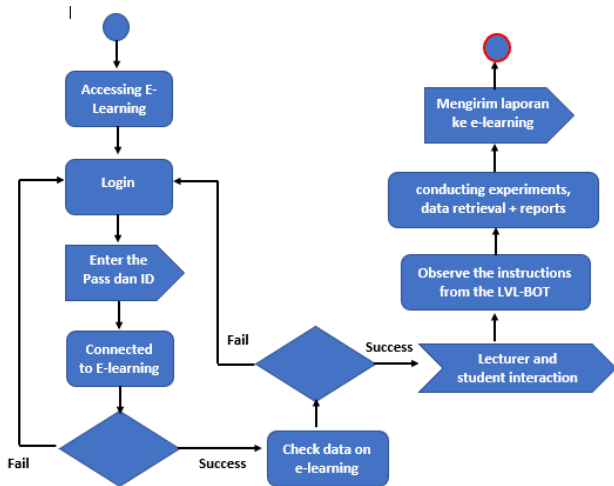 Accessing E-
Learning
Login
Enter the
Pass dan ID
Connected
to E-learning
Fail
Success
Check data on
e-learning
Fail
Success
Lecturer and
student interaction
Observe the instructions
from the LVL-BOT
conducting experiments,
data retrieval + reports
Mengirim laporan
ke e-learning